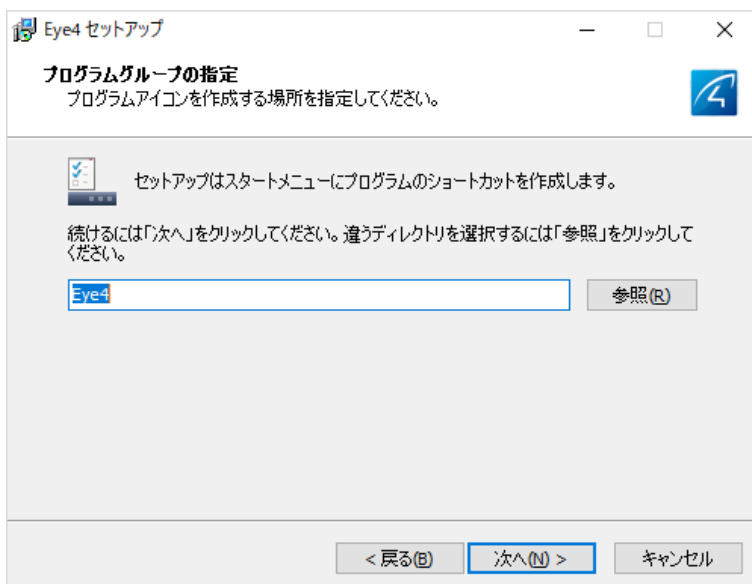 Eye4 セットアップ
プログラムグループの指定
プログラムアイコンを作成する場所を指定してください。
セットアップはスタートメニューにプログラムのショートカットを作成します。
続けるには「次へ」をクリックしてください。違うディレクトリを選択するには「参照」をクリックして
ください。
Eye4
参照(R)
< 戻る(B)
次へ(N) >
キャンセル